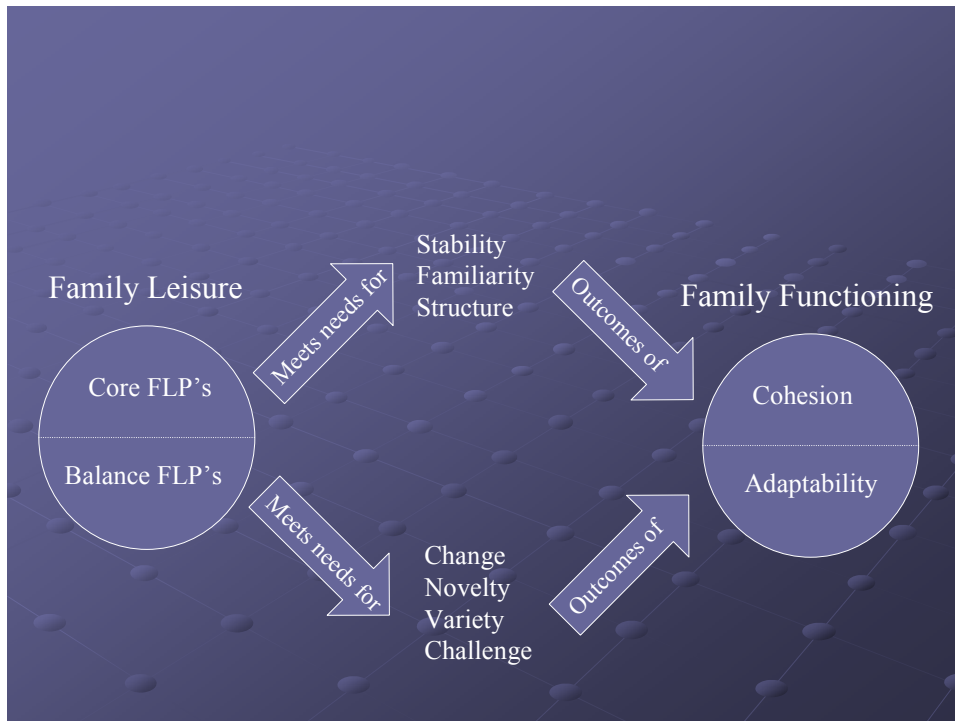 Family Leisure
Core FLP's
Balance FLP's
Meets needs for
Stability
Familiarity
Structure
Outcomes of
Meets needs for
Change
Novelty
Variety
Challenge
Outcomes of
Family Functioning
Cohesion
Adaptability